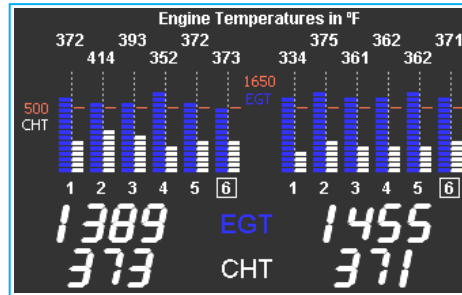 Engine Temperatures in ºF
372 393 372 375 362 371
414 352 373 334 361 362
1650
500 EGT
CHT
1 2 3 4 5 6 1 2 3 4 5 6
1389 EGT 1455
373 CHT 371